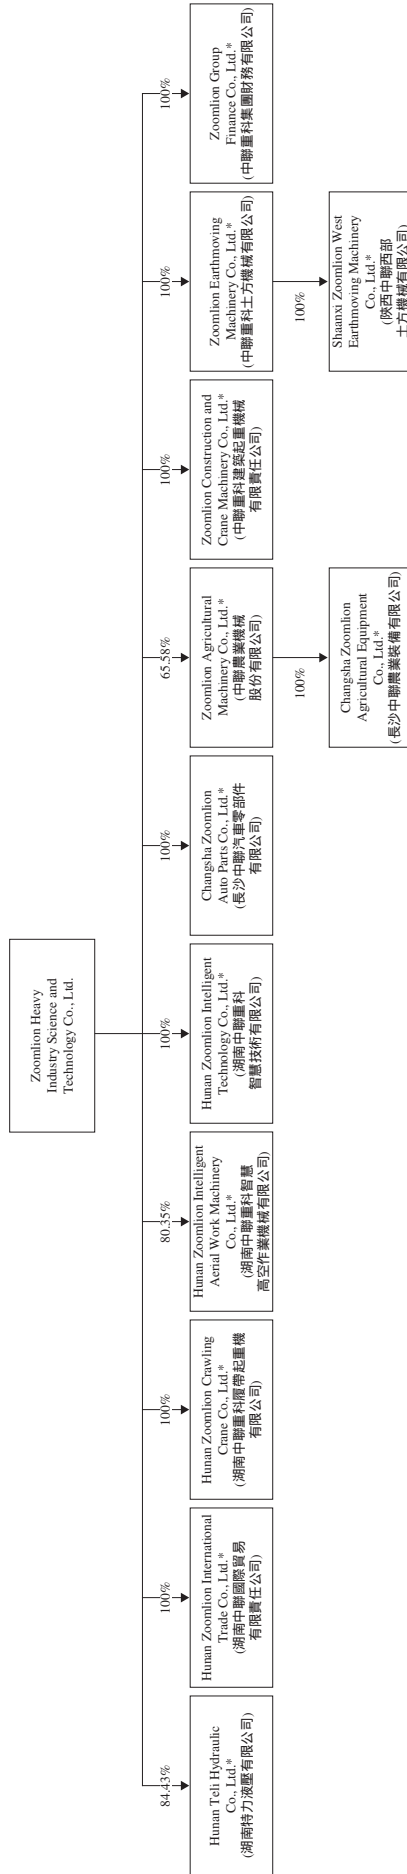 Zoomlion Heavy
Industry Science and
Technology Co., Ltd.
84.43%
100%
100%
80.35%
100%
100%
65.58%
100%
100%
100%
Hunan Teli Hydraulic
Co., Ltd.*
(湖南特力液壓有限公司)
Hunan Zoomlion International
Trade Co., Ltd.*
(湖南中聯國際貿易
有限責任公司)
Hunan Zoomlion Crawling
Crane Co., Ltd.*
(湖南中聯重科履帶起重機
有限公司)
Hunan Zoomlion Intelligent
Aerial Work Machinery
Co., Ltd.*
(湖南中聯重科智慧
高空作業機械有限公司)
Hunan Zoomlion Intelligent
Technology Co., Ltd.*
(湖南中聯重科
智慧技術有限公司)
Changsha Zoomlion
Auto Parts Co., Ltd.*
(長沙中聯汽車零部件
有限公司)
Zoomlion Agricultural
Machinery Co., Ltd.*
(中聯農業機械
股份有限公司)
Zoomlion Construction and
Crane Machinery Co., Ltd.*
(中聯重科建築起重機械
有限責任公司)
Zoomlion Earthmoving
Machinery Co., Ltd.*
(中聯重科土方機械有限公司)
Zoomlion Group
Finance Co., Ltd.*
(中聯重科集團財務有限公司)
100%
100%
Changsha Zoomlion
Agricultural Equipment
Co., Ltd.*
(長沙中聯農業裝備有限公司)
Shaanxi Zoomlion West
Earthmoving Machinery
Co., Ltd.*
(陝西中聯西部
土方機械有限公司)